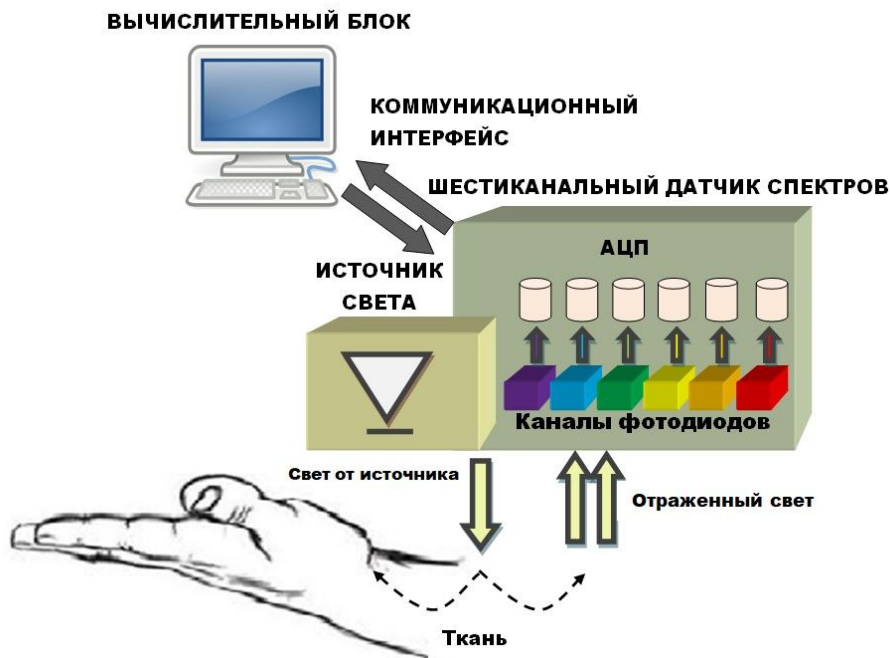 ВЫЧИСЛИТЕЛЬНЫЙ БЛОК
КОММУНИКАЦИОННЫЙ
ИНТЕРФЕЙС
ШЕСТИКАНАЛЬНЫЙ ДАТЧИК СПЕКТРОВ
АЦП
ИСТОЧНИК
СВЕТА
Каналы фотодиодов
Свет от источника
Отраженный свет
Ткань